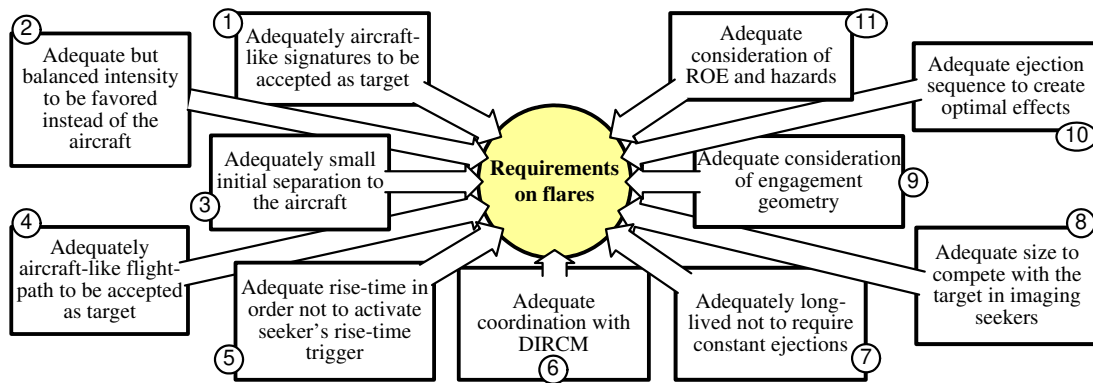 1
Adequately aircraft-
like signatures to be
accepted as target
2
Adequate but
balanced intensity
to be favored
instead of the
aircraft
3
Adequately small
initial separation to
the aircraft
4
Adequately
aircraft-like flight-
path to be accepted
as target
5
Adequate rise-time in
order not to activate
seeker's rise-time
trigger
6
Adequate
coordination with
DIRCM
7
Adequately long-
lived not to require
constant ejections
8
Adequate size to
compete with the
target in imaging
seekers
9
Adequate consideration
of engagement
geometry
10
Adequate ejection
sequence to create
optimal effects
11
Adequate
consideration of
ROE and hazards
Requirements
on flares